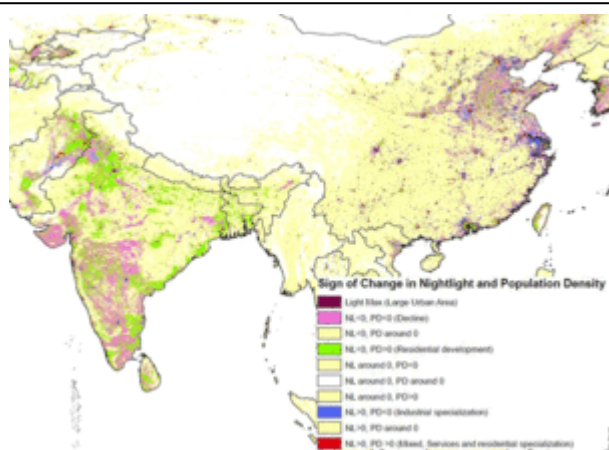 Sign of Change in Nightlight and Population Density
Light Max (Large Urban Area)
NL<0, PD<0 (Decline)
NL<0, PD around 0
NL<0, PD>0 (Residential development)
NL around 0, PD<0
NL around 0, PD around 0
NL around 0, PD>0
NL>0, PD<0 (Industrial specialization)
NL>0, PD around 0
NL>0, PD >0 (Mixed, Services and residential specialization)